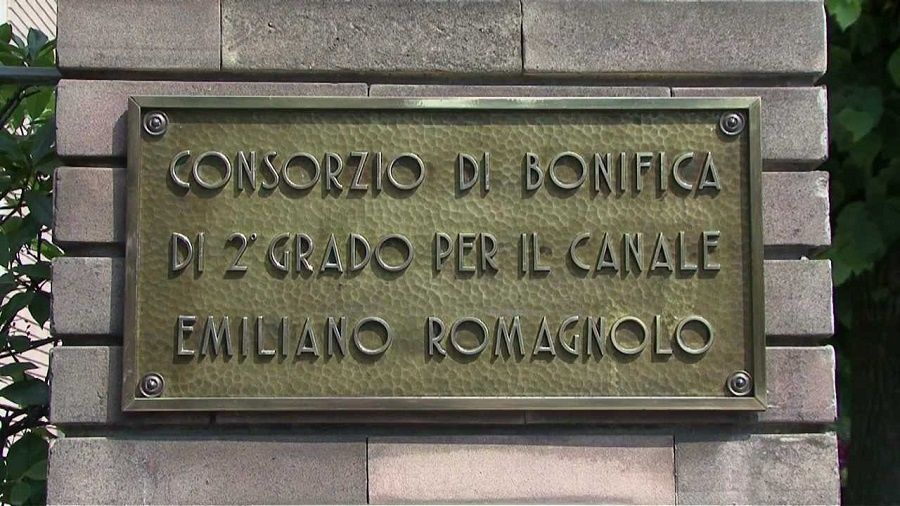 CONSORZIO DI BONIFICA
DI 2° GRADO PER IL CANALE
EMILIANO ROMAGNOLO